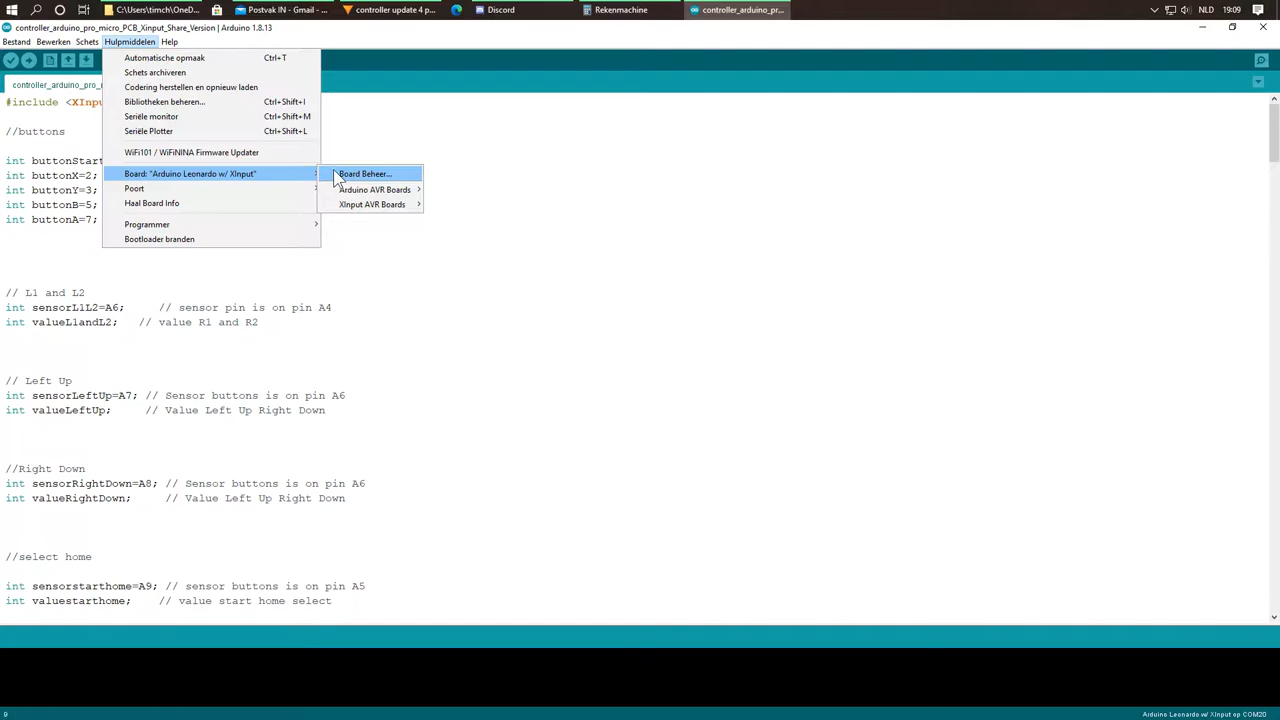 C:\Users\timch\OneD...
Postvak IN - Gmail - ...
controller update 4 p...
Discord
Rekenmachine
controller_arduino_pr...
NLD
19:09
controller_arduino_pro_micro_PCB_Xinput_Share_Version | Arduino 1.8.13
Bestand Bewerken Schets Hulpmiddelen Help
Automatische opmaak Ctrl+T
Schets archiveren
Codering herstellen en opnieuw laden
Bibliotheken beheren... Ctrl+Shift+I
Seriële monitor Ctrl+Shift+M
Seriële Plotter Ctrl+Shift+L
WiFi101 / WiFiNINA Firmware Updater
Board: "Arduino Leonardo w/ XInput"
Poort
Haal Board Info
Programmer
Bootloader branden
Board Beheer...
Arduino AVR Boards
XInput AVR Boards
controller_arduino_pro_m
#include <XInpu
//buttons
int buttonStart
int buttonX=2;
int buttonY=3;
int buttonB=5;
int buttonA=7;
// L1 and L2
int sensorL1L2=A6; // sensor pin is on pin A4
int valueL1andL2; // value R1 and R2
// Left Up
int sensorLeftUp=A7; // Sensor buttons is on pin A6
int valueLeftUp; // Value Left Up Right Down
//Right Down
int sensorRightDown=A8; // Sensor buttons is on pin A6
int valueRightDown; // Value Left Up Right Down
//select home
int sensorstarthome=A9; // sensor buttons is on pin A5
int valuestarthome; // value start home select
9
Arduino Leonardo w/ XInput op COM20